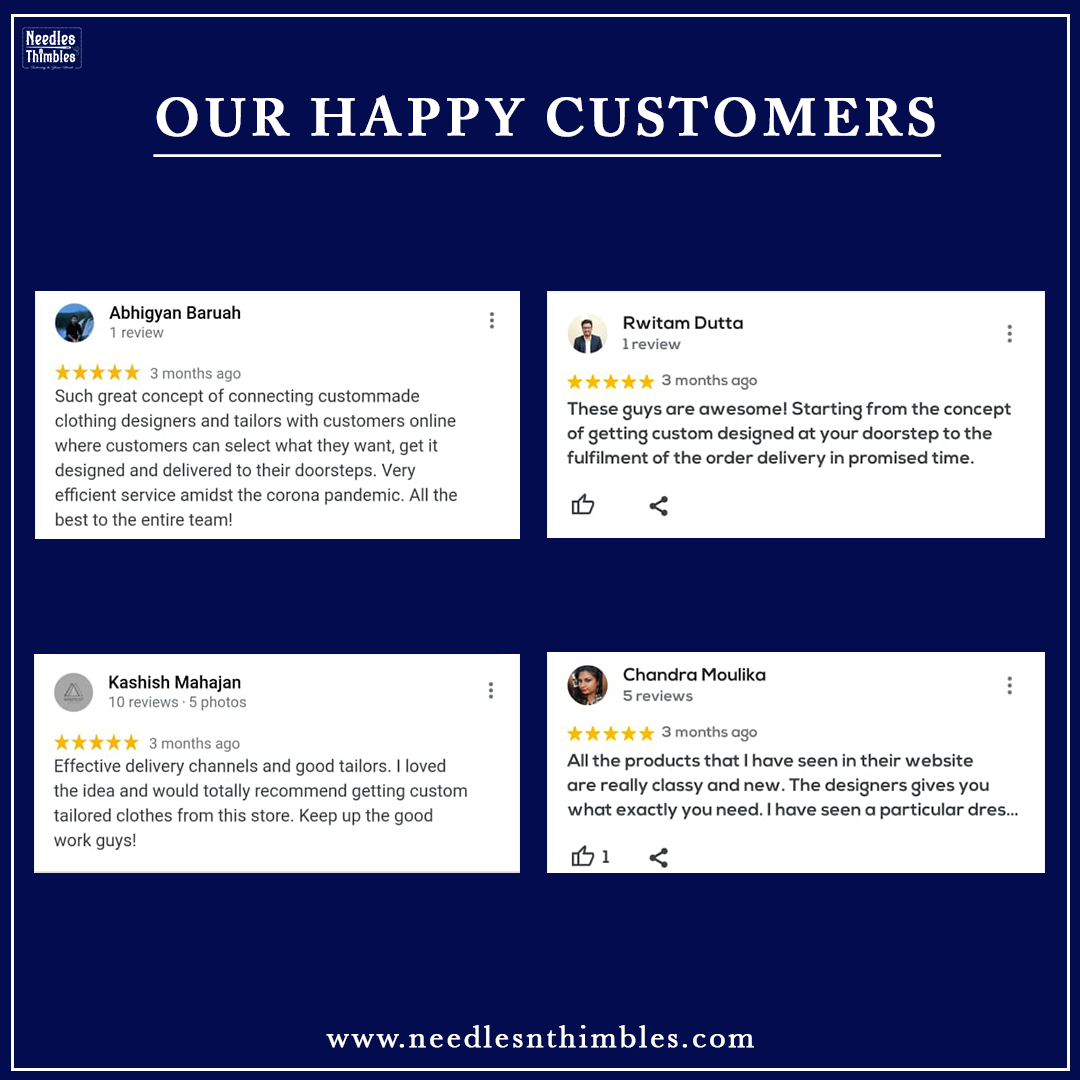 Needles
Thimbles
OUR HAPPY CUSTOMERS
Abhigyan Baruah
1 review
3 months ago
Such great concept of connecting custommade
clothing designers and tailors with customers online
where customers can select what they want, get it
designed and delivered to their doorsteps. Very
efficient service amidst the corona pandemic. All the
best to the entire team!
Rwitam Dutta
1 review
3 months ago
These guys are awesome! Starting from the concept
of getting custom designed at your doorstep to the
fulfilment of the order delivery in promised time.
Kashish Mahajan
10 reviews · 5 photos
3 months ago
Effective delivery channels and good tailors. I loved
the idea and would totally recommend getting custom
tailored clothes from this store. Keep up the good
work guys!
Chandra Moulika
5 reviews
3 months ago
All the products that I have seen in their website
are really classy and new. The designers gives you
what exactly you need. I have seen a particular dres...
1
www.needlesnthimbles.com